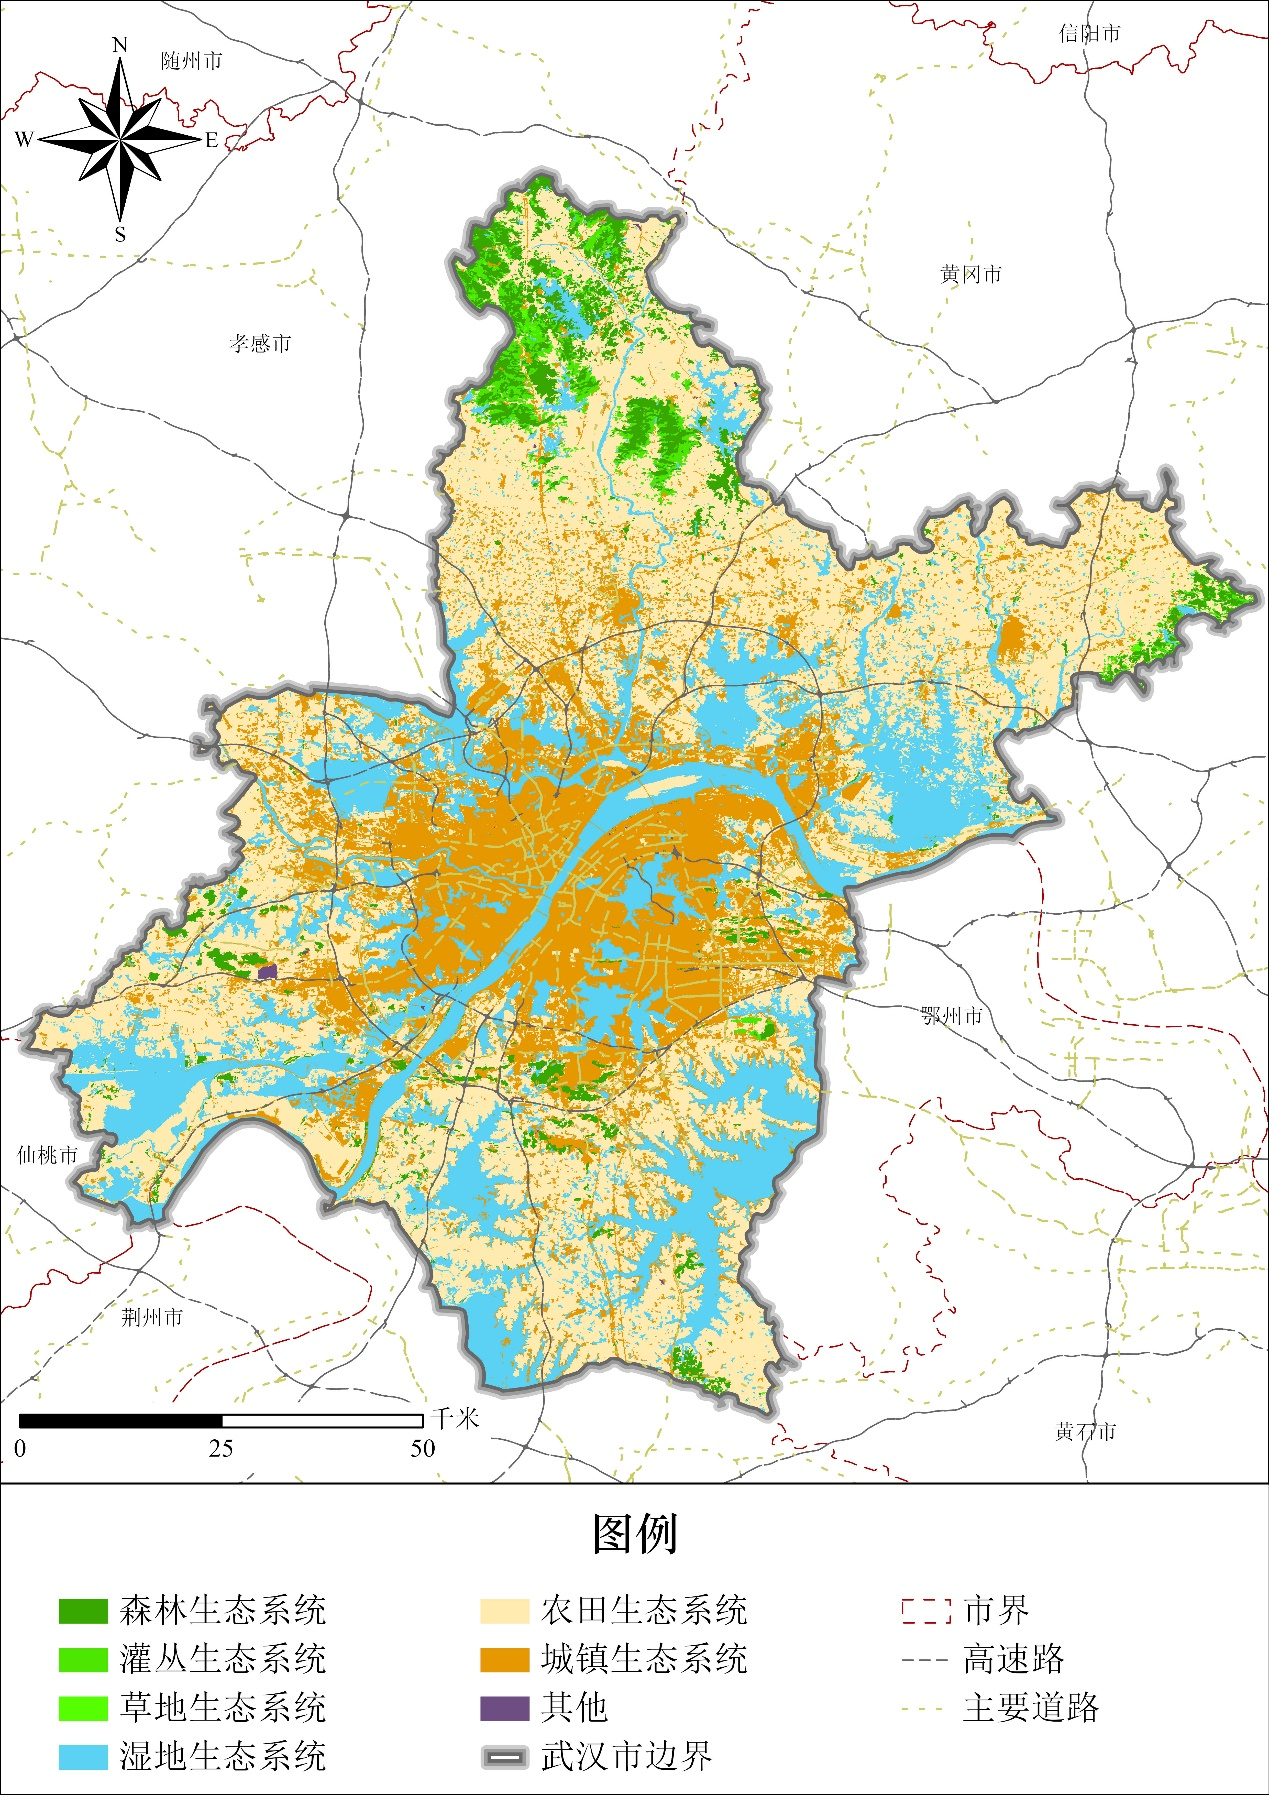 信阳市
N
随州市
W
E
S
黄冈市
孝感市
鄂州市
仙桃市
荆州市
千米
0
25
50
黄石市
图例
森林生态系统
农田生态系统
市界
灌丛生态系统
城镇生态系统
高速路
草地生态系统
其他
主要道路
湿地生态系统
武汉市边界